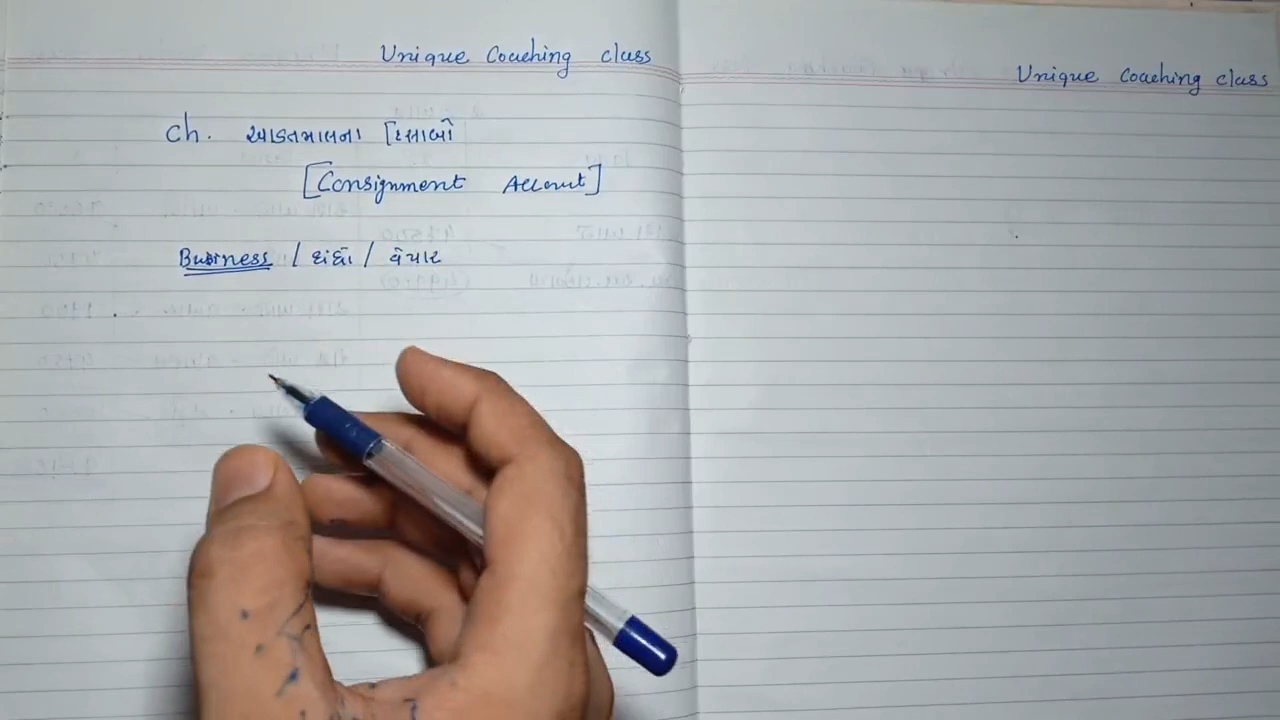 Unique Coaching class
Ch. આડતમાલના હિસાબો
[Consignment Account]
Business / ધંધો / વેપાર
Unique Coaching class